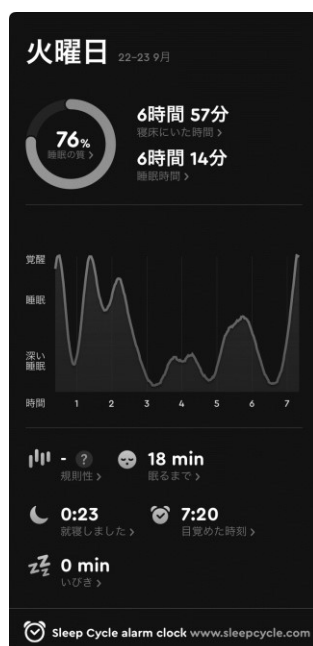 火曜日 22-23 9月
76%
睡眠の質 >
6時間 57分
寝床にいた時間 >
6時間 14分
睡眠時間 >
覚醒
睡眠
深い
睡眠
時間 1 2 3 4 5 6 7
- ?
規則性 >
18 min
眠るまで >
0:23
就寝しました >
7:20
目覚めた時刻 >
0 min
いびき >
Sleep Cycle alarm clock www.sleepcycle.com